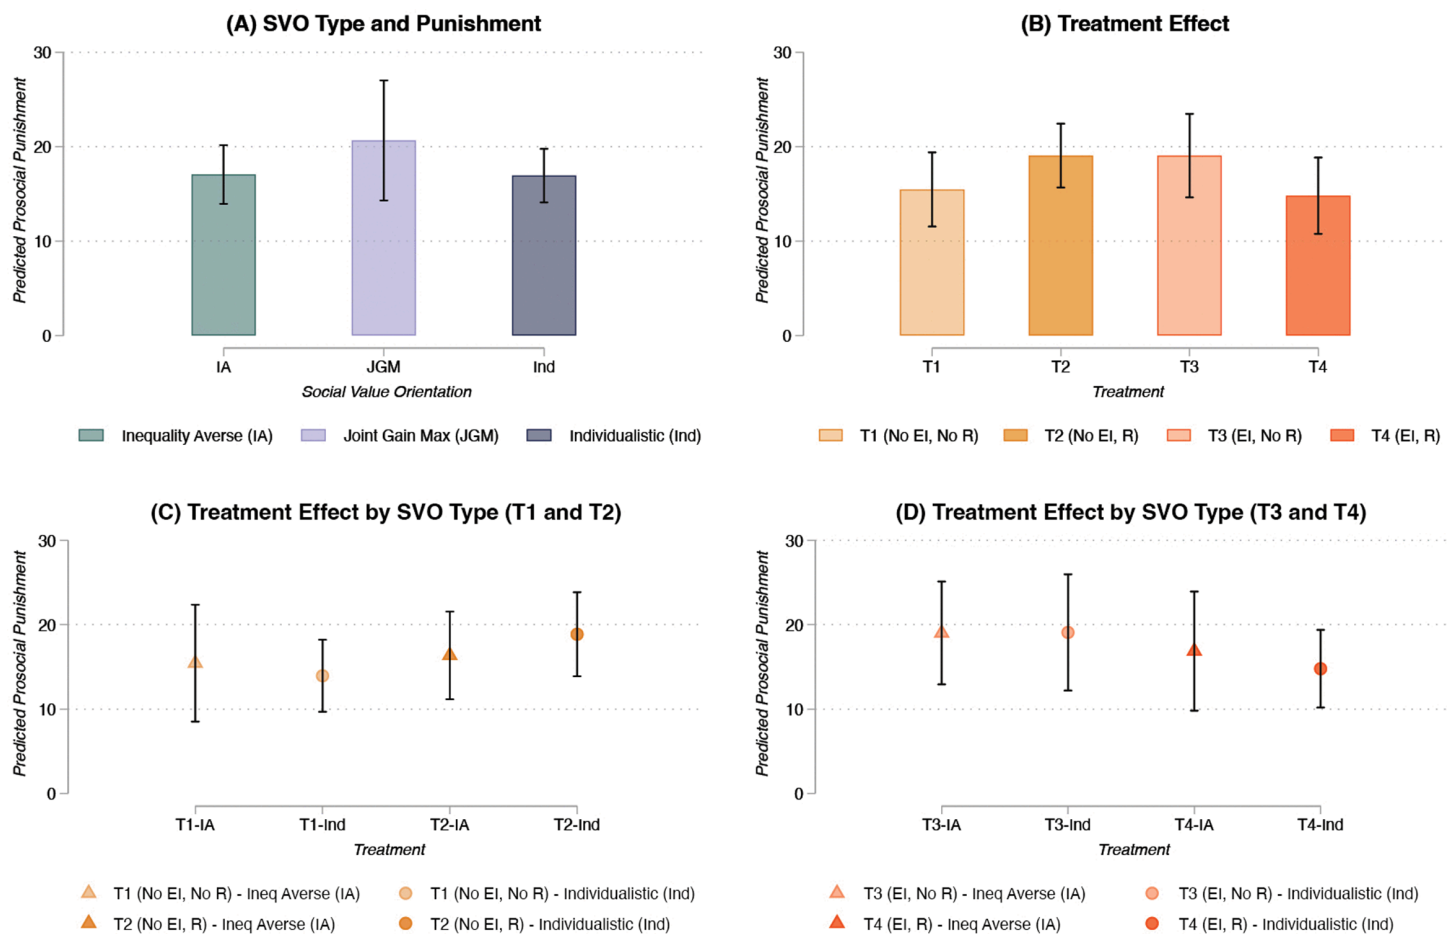 (A) SVO Type and Punishment
Predicted Prosocial Punishment
30
20
10
0
IA JGM Ind
Social Value Orientation
Inequality Averse (IA) Joint Gain Max (JGM) Individualistic (Ind)
(B) Treatment Effect
Predicted Prosocial Punishment
30
20
10
0
T1 T2 T3 T4
Treatment
T1 (No EI, No R) T2 (No EI, R) T3 (EI, No R) T4 (EI, R)
(C) Treatment Effect by SVO Type (T1 and T2)
Predicted Prosocial Punishment
30
20
10
0
T1-IA T1-Ind T2-IA T2-Ind
Treatment
T1 (No EI, No R) - Ineq Averse (IA) T1 (No EI, No R) - Individualistic (Ind)
T2 (No EI, R) - Ineq Averse (IA) T2 (No EI, R) - Individualistic (Ind)
(D) Treatment Effect by SVO Type (T3 and T4)
Predicted Prosocial Punishment
30
20
10
0
T3-IA T3-Ind T4-IA T4-Ind
Treatment
T3 (EI, No R) - Ineq Averse (IA) T3 (EI, No R) - Individualistic (Ind)
T4 (EI, R) - Ineq Averse (IA) T4 (EI, R) - Individualistic (Ind)